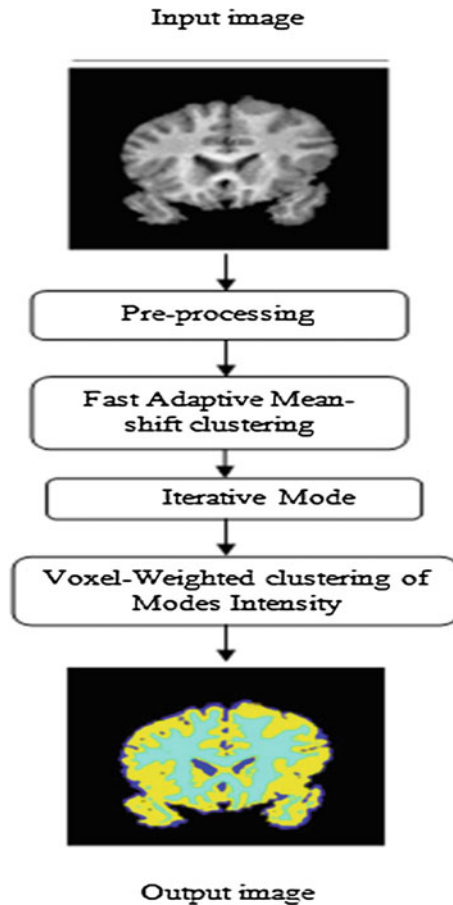 Input image
Pre-processing
Fast Adaptive Mean-
shift clustering
Iterative Mode
Voxel-Weighted clustering of
Modes Intensity
Output image